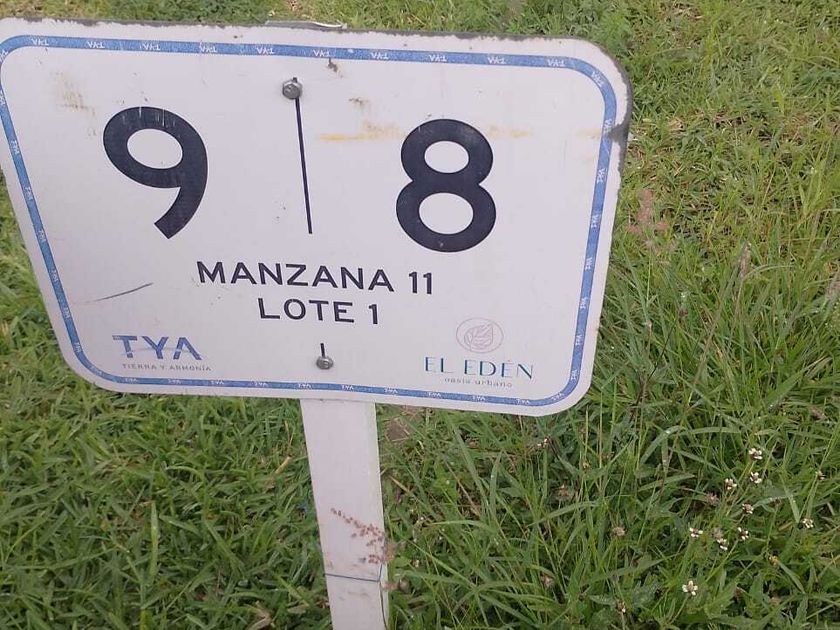 9 8
MANZANA 11
LOTE 1
TYA
TIERRA Y ARMONÍA
EL EDÉN
oasis urbano